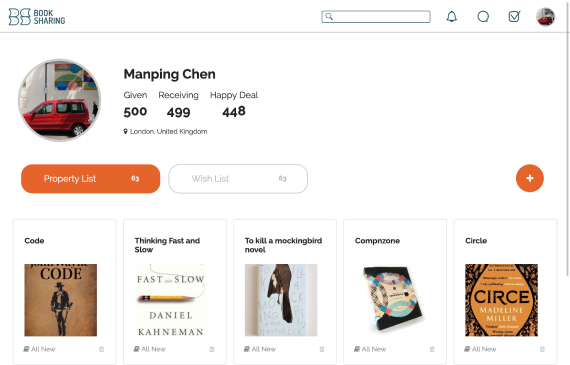 BOOK
SHARING
Manping Chen
Given Receiving Happy Deal
500 499 448
London, United Kingdom
Property List 63
Wish List 63
+
Code
Thinking Fast and
Slow
To kill a mockingbird
novel
Compnzone
Circle
CODE
FAST AND SLOW
DANIEL
KAHNEMAN
CIRCE
MADELINE
MILLER
All New
All New
All New
All New
All New